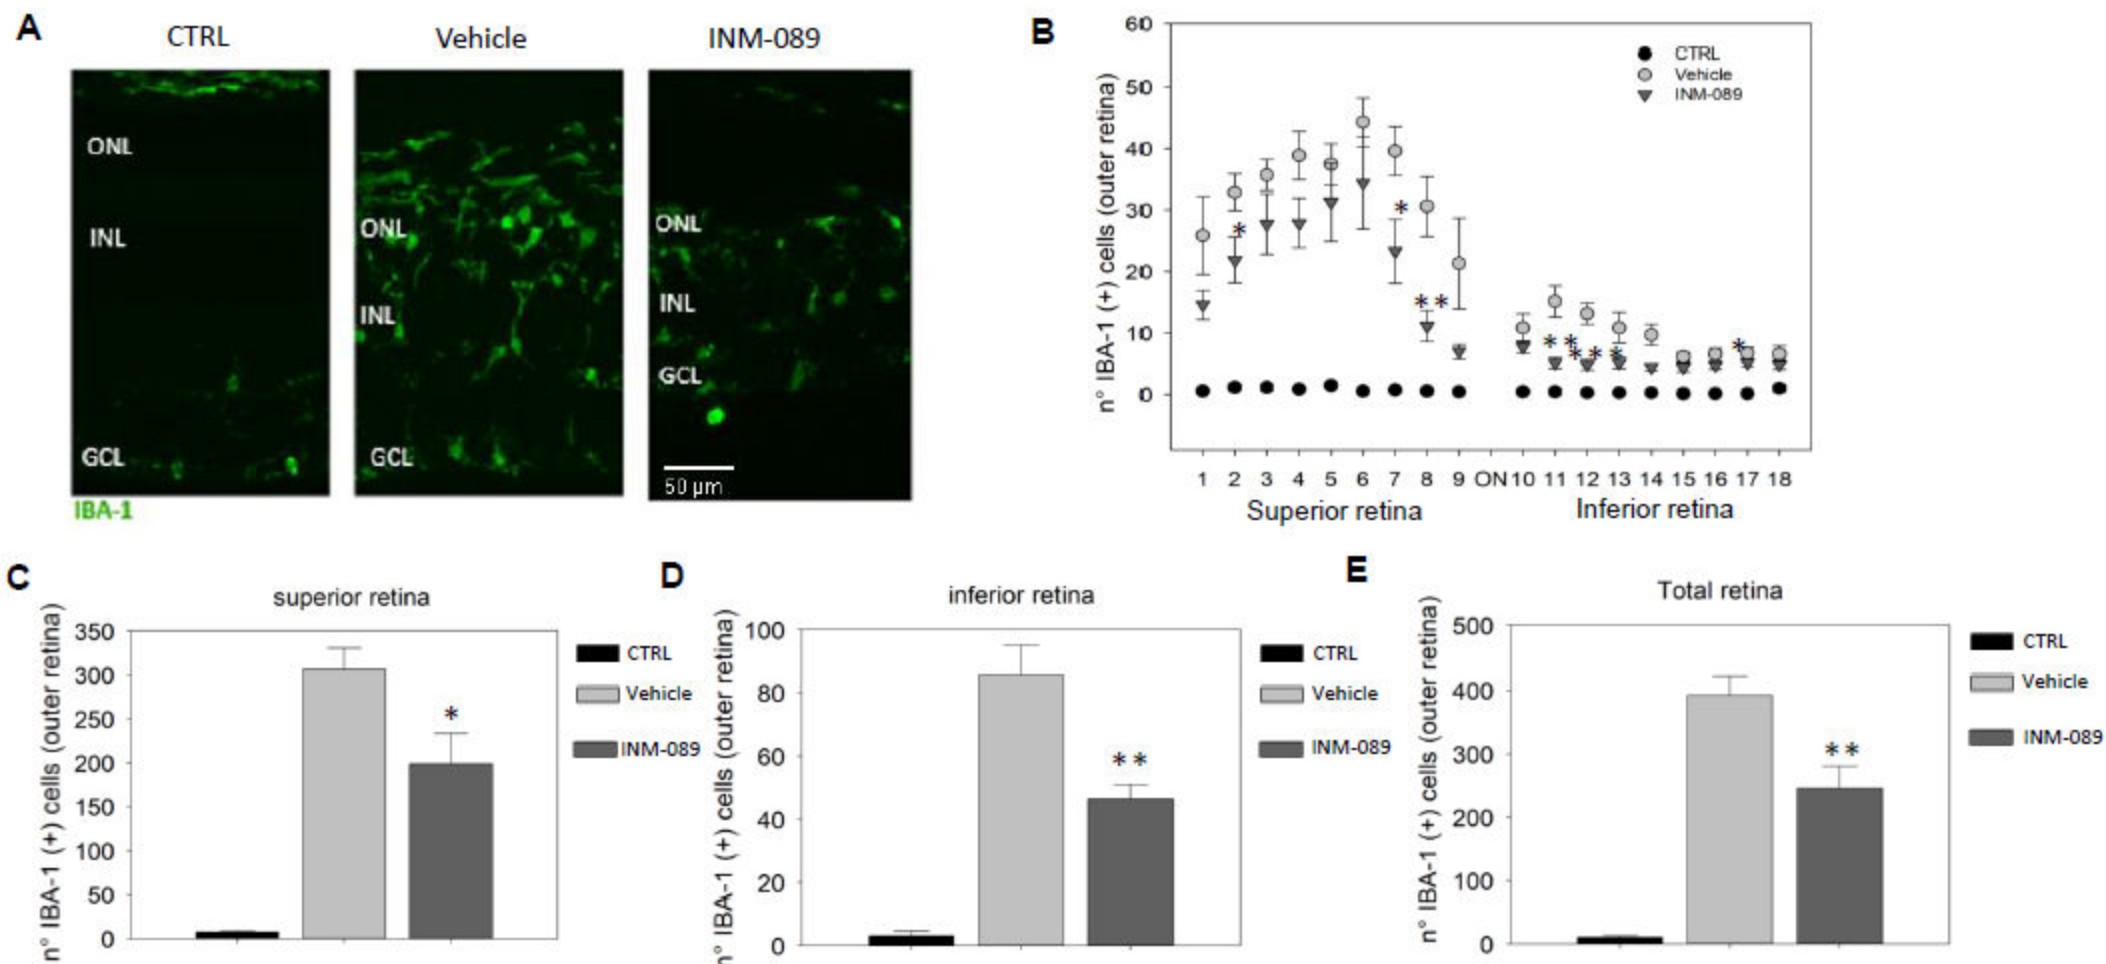 A
CTRL
Vehicle
INM-089
ONL
INL
GCL
ONL
INL
GCL
ONL
INL
GCL
50 µm
IBA-1
B
n° IBA-1 (+) cells (outer retina)
60
50
40
30
20
10
0
CTRL
Vehicle
INM-089
*
*
**
**
***
*
1 2 3 4 5 6 7 8 9 ON 10 11 12 13 14 15 16 17 18
Superior retina Inferior retina
C
superior retina
n° IBA-1 (+) cells (outer retina)
350
300
250
200
150
100
50
0
*
CTRL
Vehicle
INM-089
D
inferior retina
n° IBA-1 (+) cells (outer retina)
100
80
60
40
20
0
**
CTRL
Vehicle
INM-089
E
Total retina
n° IBA-1 (+) cells (outer retina)
500
400
300
200
100
0
**
CTRL
Vehicle
INM-089